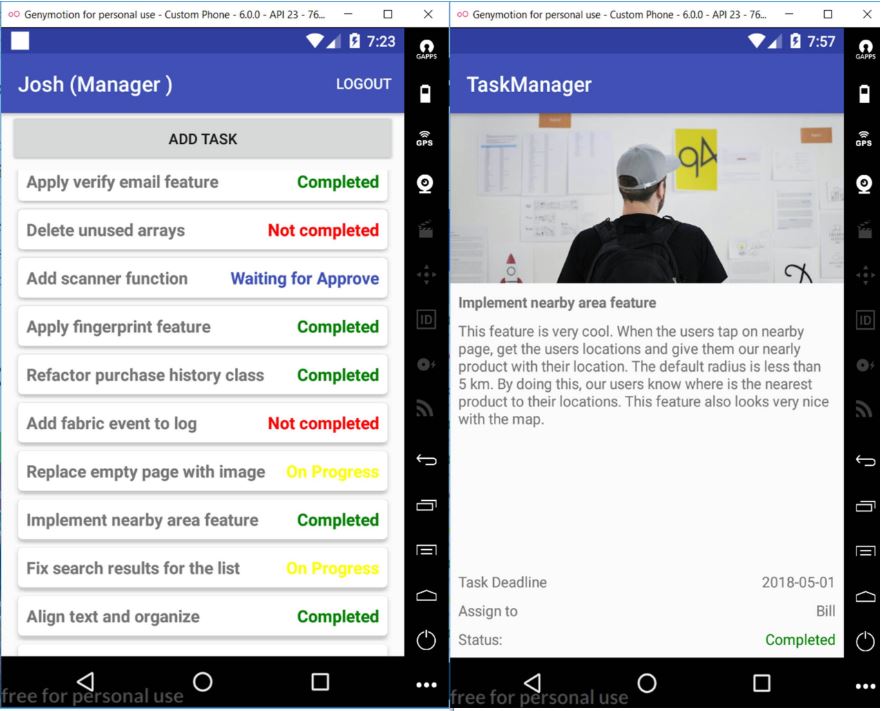 Genymotion for personal use - Custom Phone - 6.0.0 - API 23 - 76...
7:23
Josh (Manager )
LOGOUT
ADD TASK
Apply verify email feature
Completed
Delete unused arrays
Not completed
Add scanner function
Waiting for Approve
Apply fingerprint feature
Completed
Refactor purchase history class
Completed
Add fabric event to log
Not completed
Replace empty page with image
On Progress
Implement nearby area feature
Completed
Fix search results for the list
On Progress
Align text and organize
Completed
free for personal use
GAPPS
GPS
ID
Genymotion for personal use - Custom Phone - 6.0.0 - API 23 - 76...
7:57
TaskManager
Implement nearby area feature
This feature is very cool. When the users tap on nearby
page, get the users locations and give them our nearly
product with their location. The default radius is less than
5 km. By doing this, our users know where is the nearest
product to their locations. This feature also looks very nice
with the map.
Task Deadline
2018-05-01
Assign to
Bill
Status:
Completed
free for personal use
GAPPS
GPS
ID